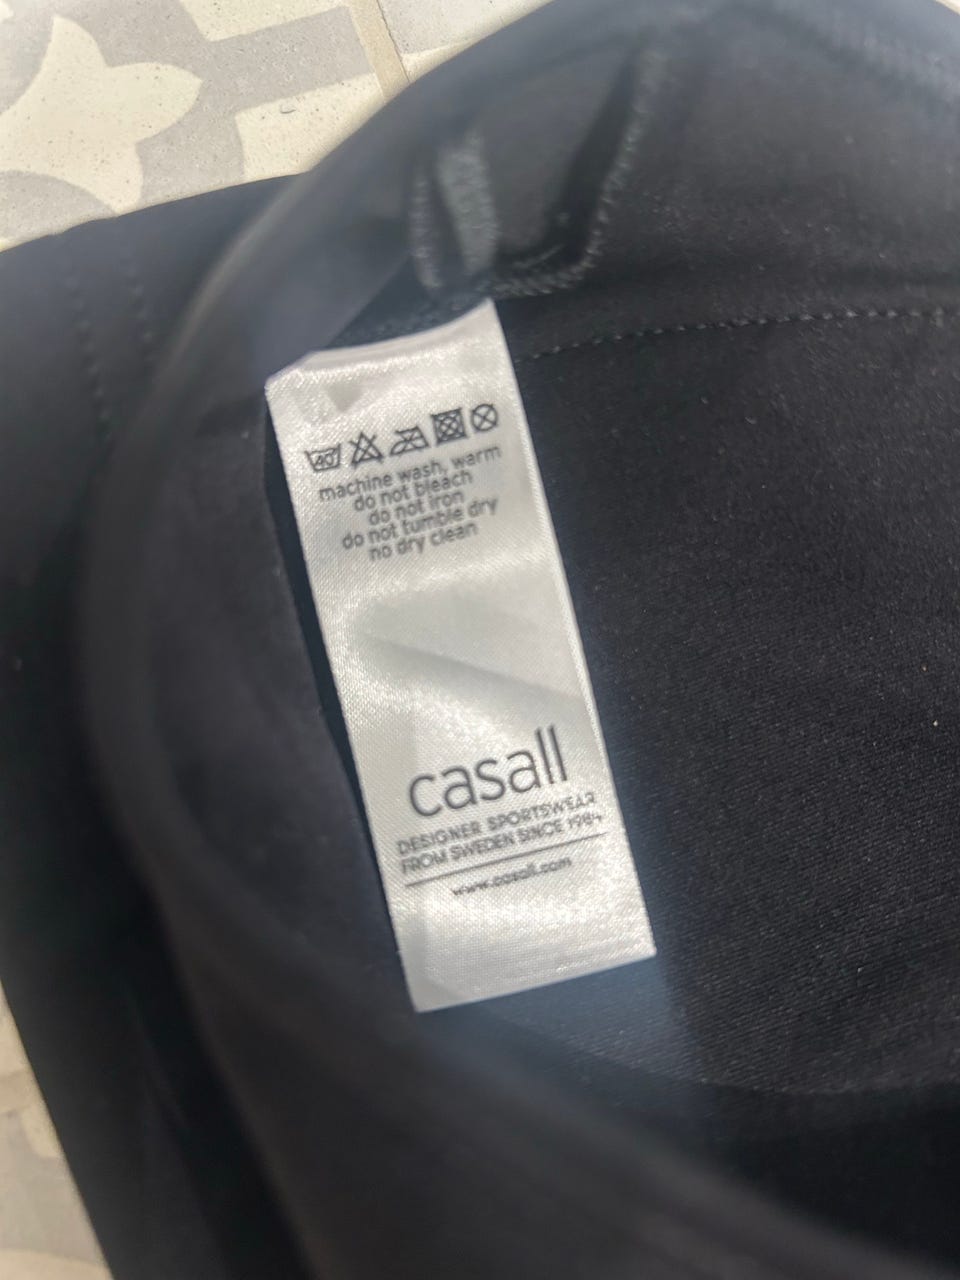 40
machine wash, warm
do not bleach
do not iron
do not tumble dry
no dry clean
casall
DESIGNER SPORTSWEAR
FROM SWEDEN SINCE 1984
www.casall.com